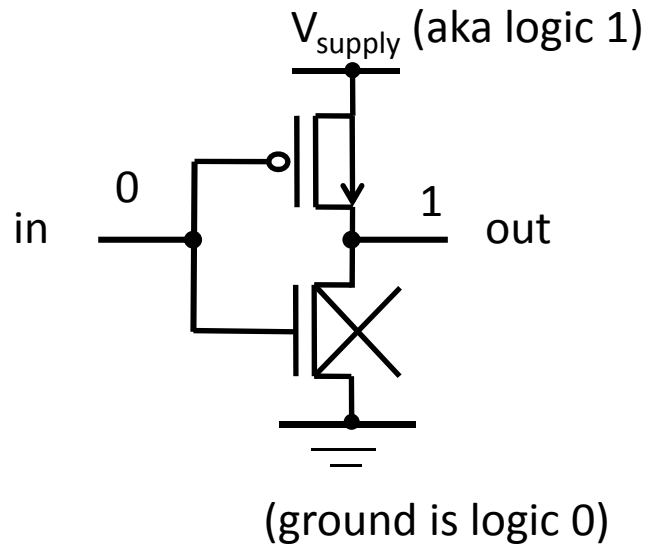 Vsupply (aka logic 1)
0
1
in
out
(ground is logic 0)